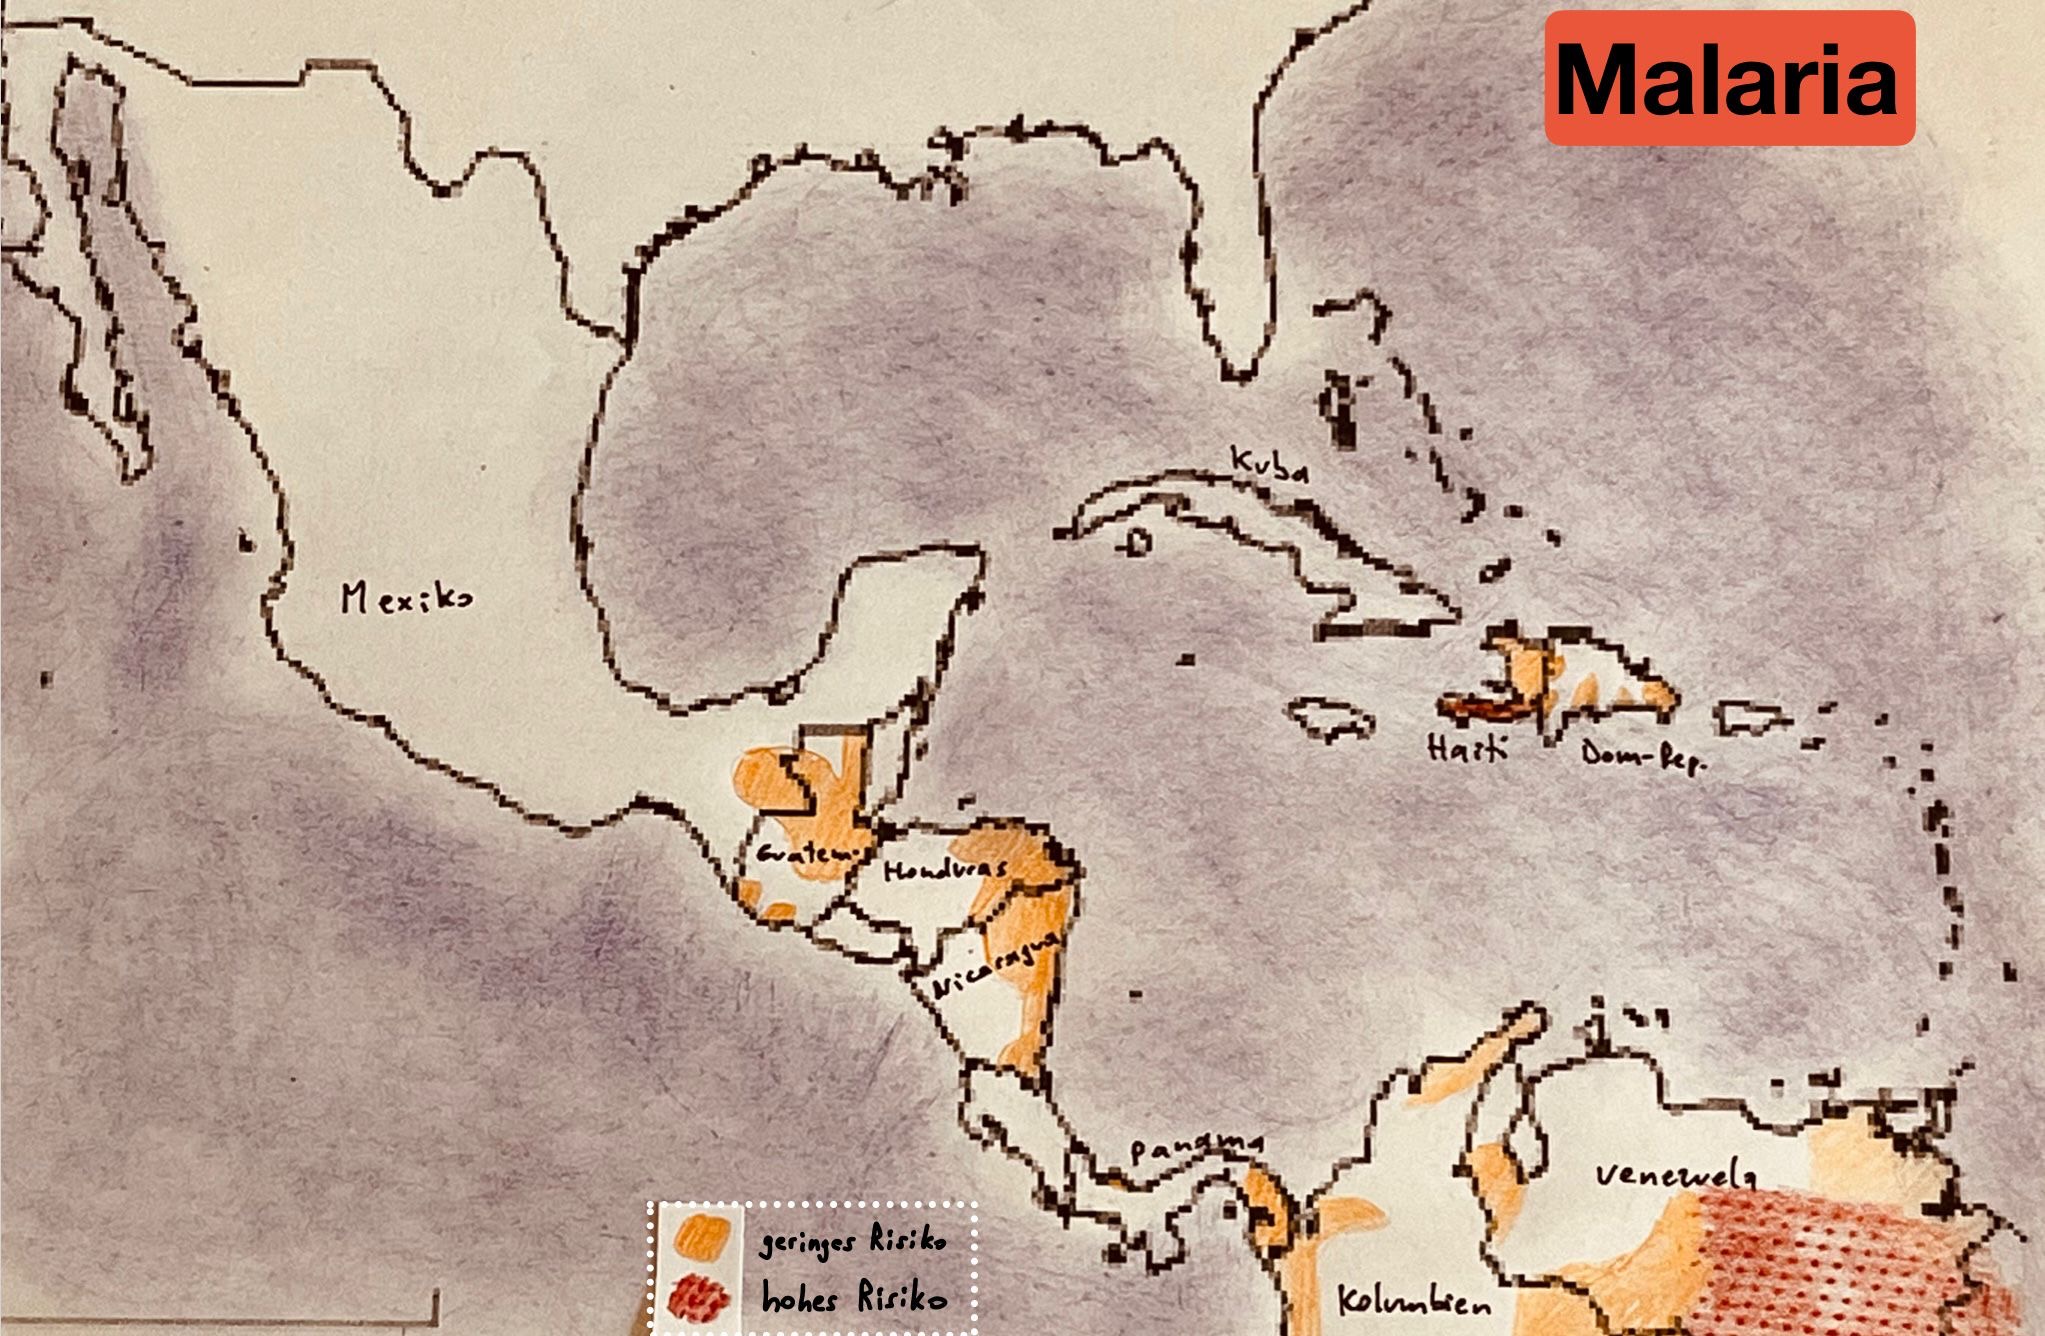 Malaria
Kuba
Mexiko
Haiti
Dom-Rep.
Guatem.
Honduras
Nicaragua
Panama
Venezuela
geringes Risiko
hohes Risiko
Kolumbien